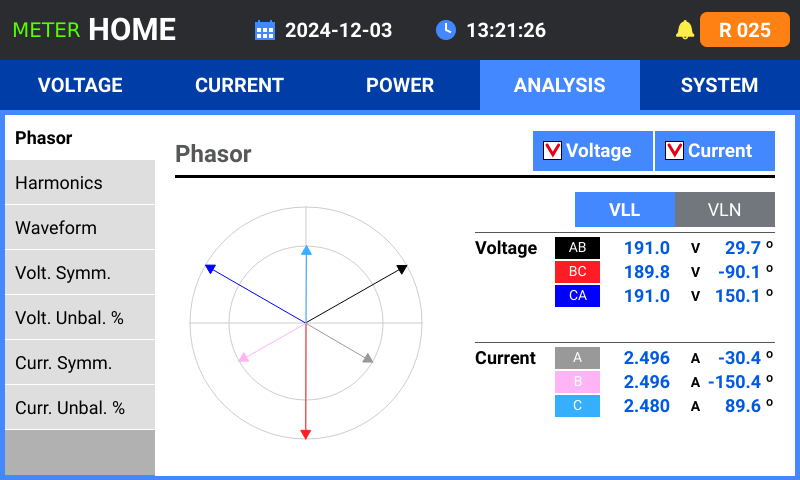 METER HOME 2024-12-03 13:21:26 R 025
VOLTAGE CURRENT POWER ANALYSIS SYSTEM
Phasor
Harmonics
Waveform
Volt. Symm.
Volt. Unbal. %
Curr. Symm.
Curr. Unbal. %
Phasor Voltage Current
VLL VLN
Voltage AB 191.0 V 29.7 º
BC 189.8 V -90.1 º
CA 191.0 V 150.1 º
Current A 2.496 A -30.4 º
B 2.496 A -150.4 º
C 2.480 A 89.6 º